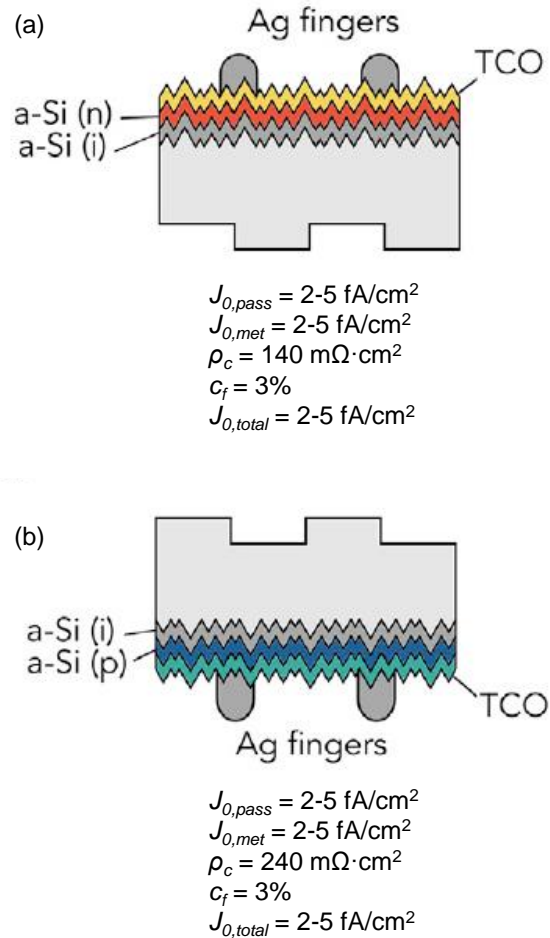 (a)
Ag fingers
TCO
a-Si (n)
a-Si (i)
J0,pass = 2-5 fA/cm²
J0,met = 2-5 fA/cm²
ρc = 140 mΩ·cm²
cf = 3%
J0,total = 2-5 fA/cm²
(b)
a-Si (i)
a-Si (p)
TCO
Ag fingers
J0,pass = 2-5 fA/cm²
J0,met = 2-5 fA/cm²
ρc = 240 mΩ·cm²
cf = 3%
J0,total = 2-5 fA/cm²